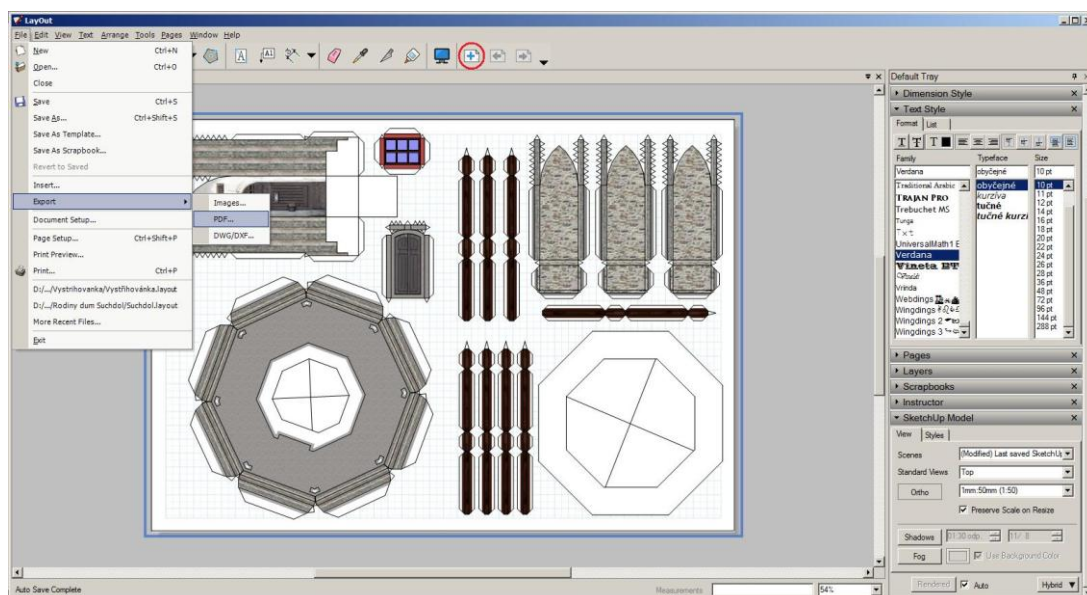 LayOut
File Edit View Text Arrange Tools Pages Window Help
New Ctrl+N
Open... Ctrl+O
Close
Save Ctrl+S
Save As... Ctrl+Shift+S
Save As Template...
Save As Scrapbook...
Revert to Saved
Insert...
Export
Document Setup...
Page Setup... Ctrl+Shift+P
Print Preview...
Print... Ctrl+P
D:/.../Vystrihovanka/Vystřihovánka.layout
D:/.../Rodiny dum Suchdol/Suchdol.layout
More Recent Files...
Exit
Images...
PDF...
DWG/DXF...
Default Tray
Dimension Style
Text Style
Format List
Family Typeface Size
Verdana obyčejné 10 pt
Traditional Arabic obyčejné 10 pt
TRAJAN PRO kurzíva 11 pt
Trebuchet MS tučné 12 pt
Tunga tučné kurzí 14 pt
Txt 16 pt
UniversalMath1 18 pt
Verdana 20 pt
Vineta BT 22 pt
Vrinda 24 pt
Webdings 26 pt
Wingdings 28 pt
Wingdings 2 36 pt
Wingdings 3 48 pt
72 pt
96 pt
144 pt
288 pt
Pages
Layers
Scrapbooks
Instructor
SketchUp Model
View Styles
Scenes (Modified) Last saved SketchU
Standard Views Top
Ortho 1mm:50mm (1:50)
Preserve Scale on Resize
Shadows 01:30 odp. 11/ 8
Fog Use Background Color
Rendered Auto Hybrid
Auto Save Complete Measurements 54%